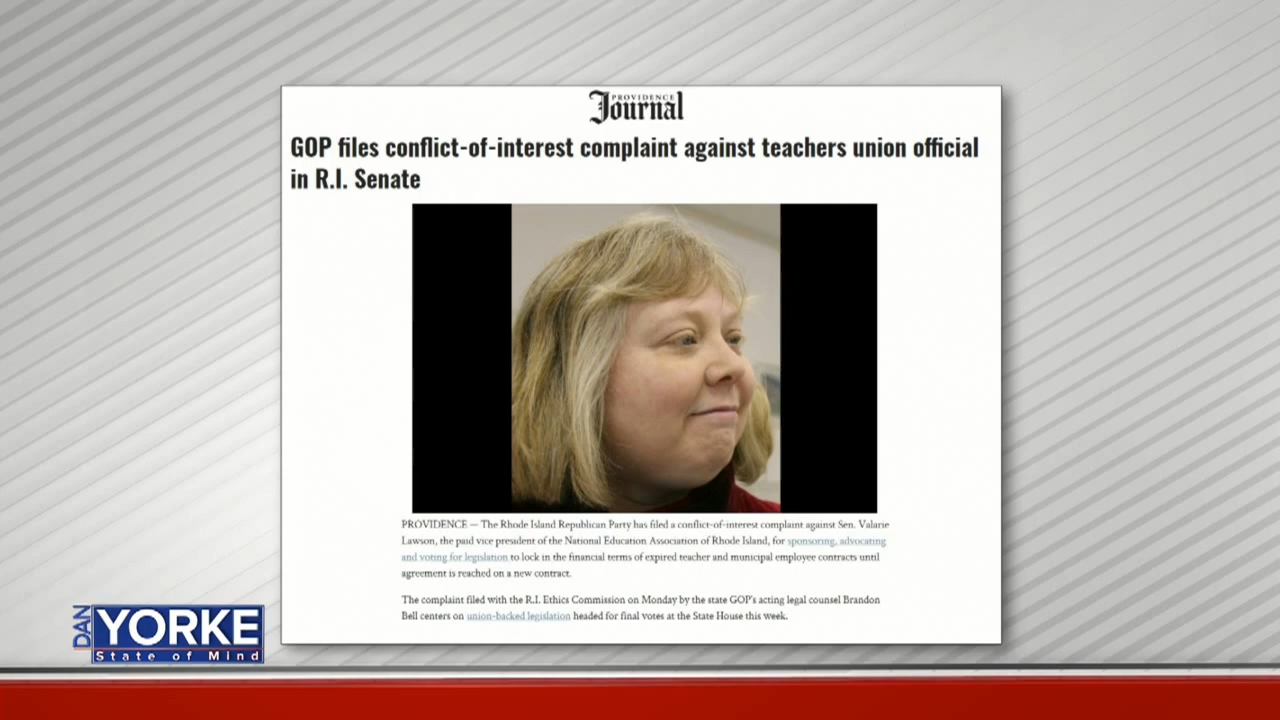 PROVIDENCE
Journal
GOP files conflict-of-interest complaint against teachers union official
in R.I. Senate
PROVIDENCE — The Rhode Island Republican Party has filed a conflict-of-interest complaint against Sen. Valarie
Lawson, the paid vice president of the National Education Association of Rhode Island, for sponsoring, advocating
and voting for legislation to lock in the financial terms of expired teacher and municipal employee contracts until
agreement is reached on a new contract.
The complaint filed with the R.I. Ethics Commission on Monday by the state GOP's acting legal counsel Brandon
Bell centers on union-backed legislation headed for final votes at the State House this week.
DAN
YORKE
State of Mind